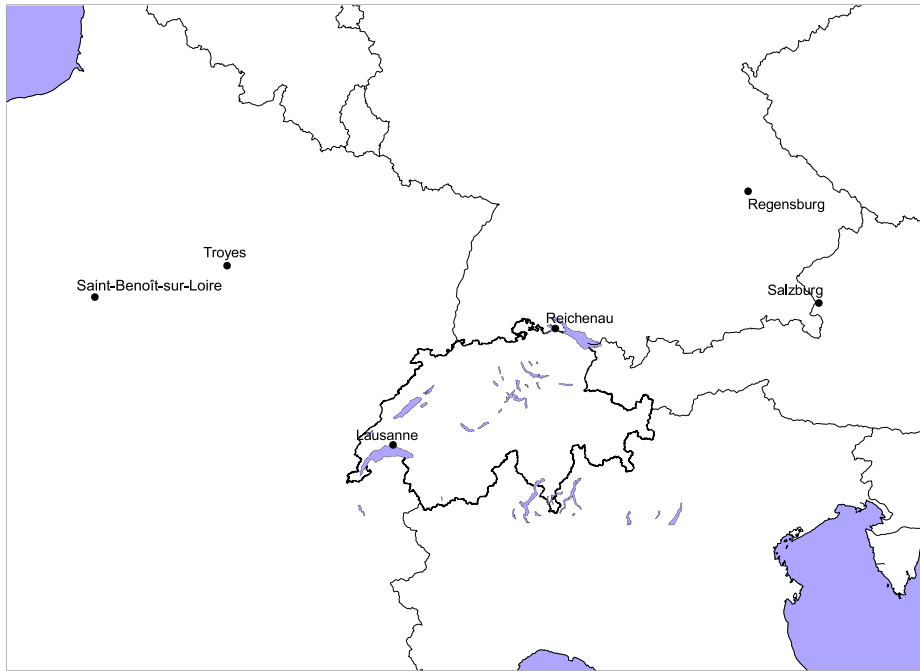 Regensburg
Troyes
Saint-Benoît-sur-Loire
Salzburg
Reichenau
Lausanne